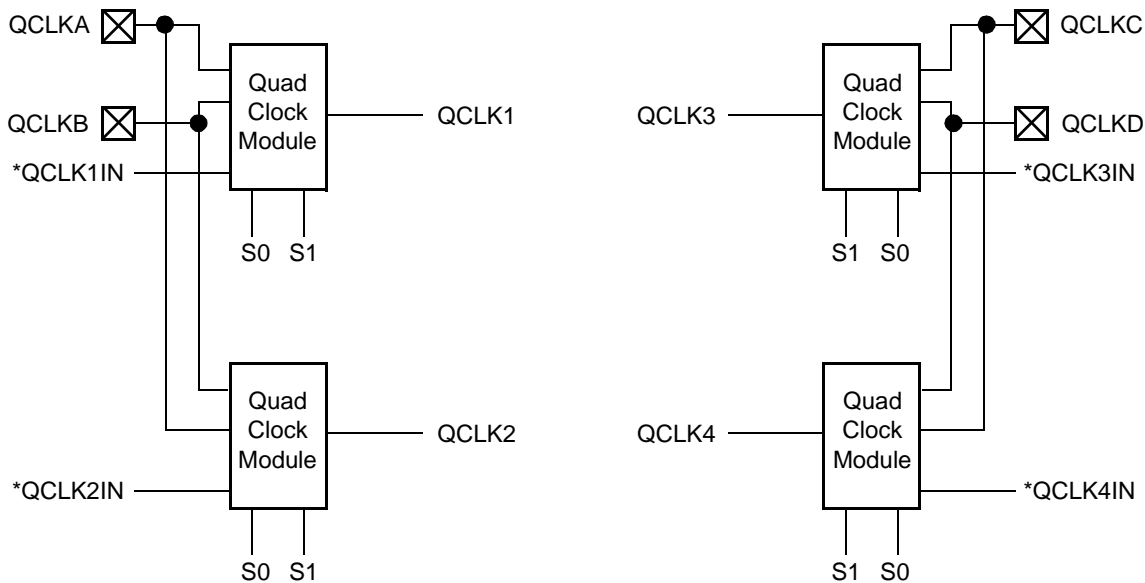 QCLKA
QCLKB
*QCLK1IN
Quad
Clock
Module
QCLK1
S0 S1
QCLK3
Quad
Clock
Module
QCLKC
QCLKD
*QCLK3IN
S1 S0
*QCLK2IN
Quad
Clock
Module
QCLK2
S0 S1
QCLK4
Quad
Clock
Module
*QCLK4IN
S1 S0